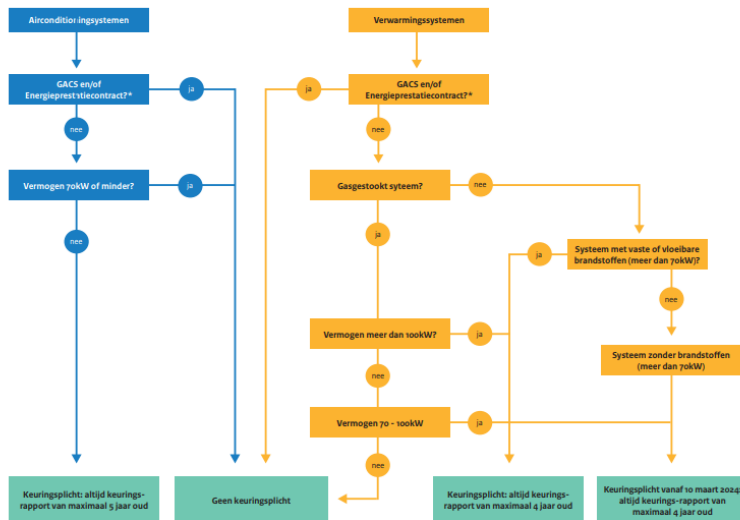 Airconditioningsystemen
Verwarmingssystemen
GACS en/of
Energieprestatiecontract?*
ja
ja
GACS en/of
Energieprestatiecontract?*
nee
nee
Vermogen 70kW of minder?
ja
Gasgestookt syteem?
nee
nee
ja
ja
Systeem met vaste of vloeibare
brandstoffen (meer dan 70kW)?
nee
Vermogen meer dan 100kW?
ja
Systeem zonder brandstoffen
(meer dan 70kW)
nee
Vermogen 70 - 100kW
ja
nee
Keuringsplicht: altijd keurings-
rapport van maximaal 5 jaar oud
Geen keuringsplicht
Keuringsplicht: altijd keurings-
rapport van maximaal 4 jaar oud
Keuringsplicht vanaf 10 maart 2024:
altijd keurings-rapport van
maximaal 4 jaar oud